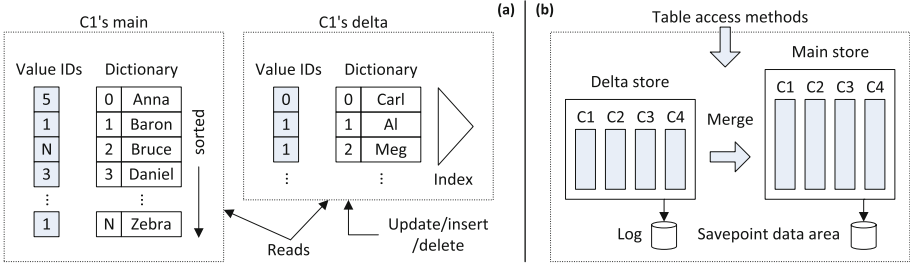 (a)
C1's main
C1's delta
Value IDs Dictionary
Value IDs Dictionary
5 0 Anna
1 1 Baron
N 2 Bruce
3 3 Daniel
⋮ ⋮
1 N Zebra
sorted
0 0 Carl
1 1 Al
1 2 Meg
⋮ ⋮
Index
Reads
Update/insert
/delete
(b)
Table access methods
Delta store
C1 C2 C3 C4
Merge
Main store
C1 C2 C3 C4
Log
Savepoint data area